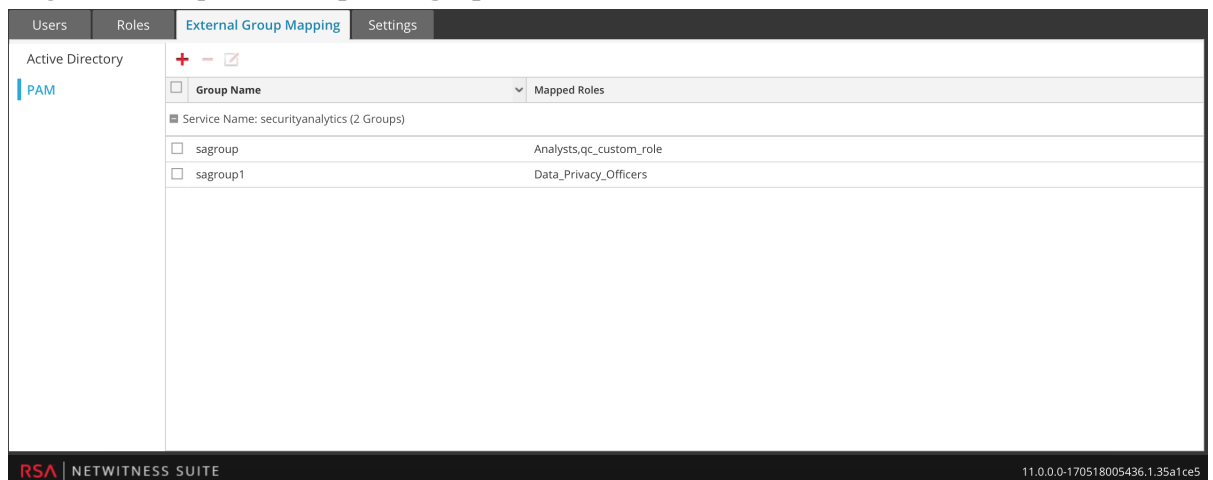 Users Roles External Group Mapping Settings
Active Directory
PAM
Group Name Mapped Roles
Service Name: securityanalytics (2 Groups)
sagroup Analysts,qc_custom_role
sagroup1 Data_Privacy_Officers
RSA | NETWITNESS SUITE 11.0.0.0-170518005436.1.35a1ce5